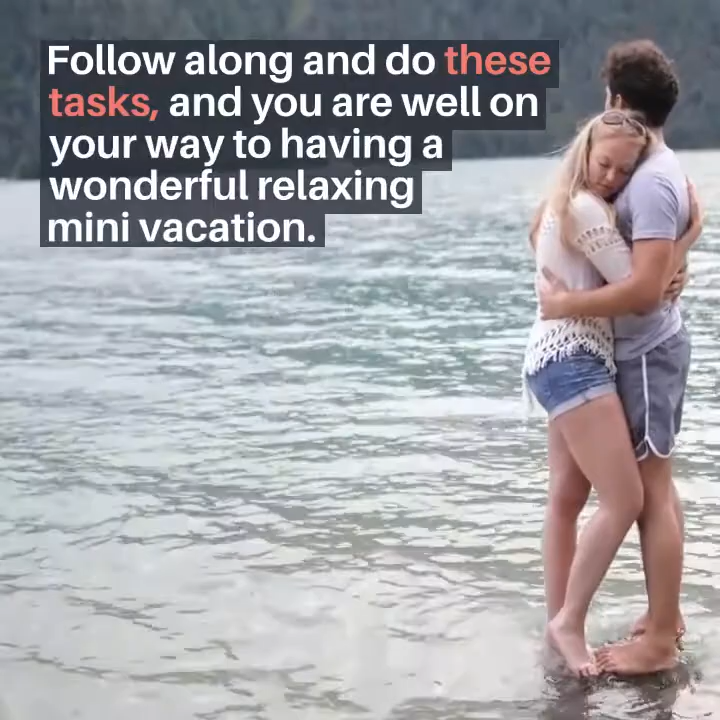 Follow along and do these
tasks, and you are well on
your way to having a
wonderful relaxing
mini vacation.